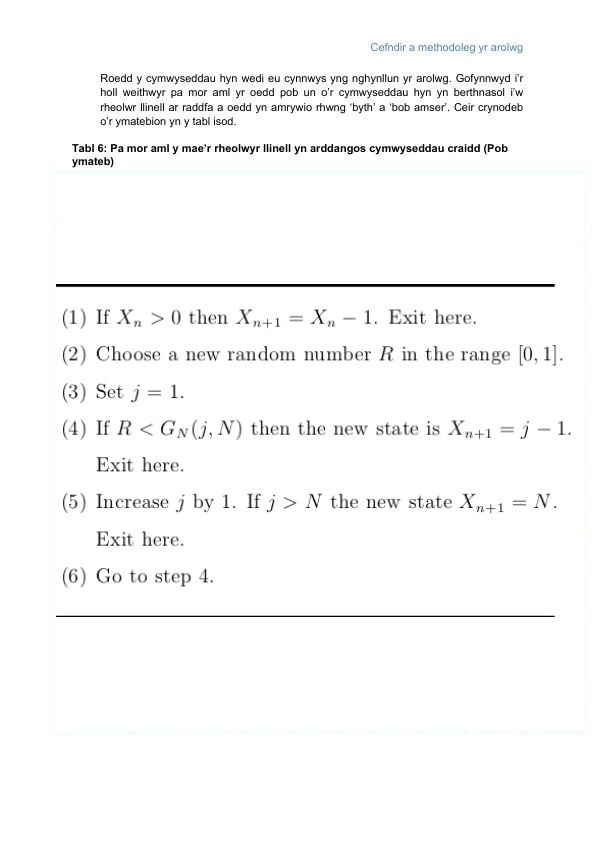 Cefndir a methodoleg yr arolwg
Roedd y cymwyseddau hyn wedi eu cynnwys yng nghynllun yr arolwg. Gofynnwyd i'r
holl weithwyr pa mor aml yr oedd pob un o'r cymwyseddau hyn yn berthnasol i'w
rheolwr llinell ar raddfa a oedd yn amrywio rhwng 'byth' a 'bob amser'. Ceir crynodeb
o'r ymatebion yn y tabl isod.
Tabl 6: Pa mor aml y mae'r rheolwyr llinell yn arddangos cymwyseddau craidd (Pob
ymateb)
(1) If $X_n > 0$ then $X_{n+1} = X_n - 1$. Exit here.
(2) Choose a new random number $R$ in the range $[0, 1]$.
(3) Set $j = 1$.
(4) If $R < G_N(j, N)$ then the new state is $X_{n+1} = j - 1$.
Exit here.
(5) Increase $j$ by 1. If $j > N$ the new state $X_{n+1} = N$.
Exit here.
(6) Go to step 4.